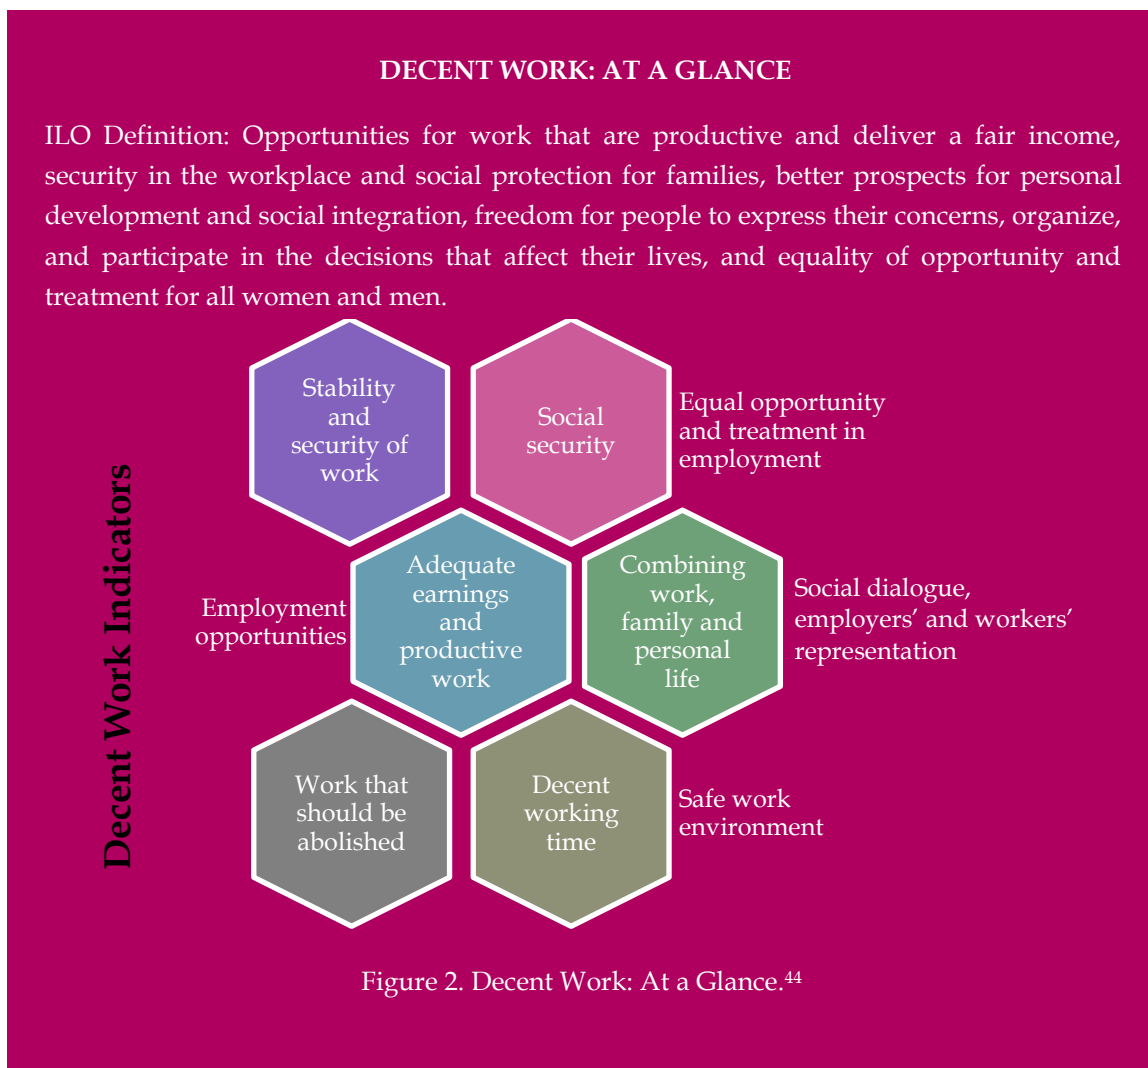 DECENT WORK: AT A GLANCE
ILO Definition: Opportunities for work that are productive and deliver a fair income,
security in the workplace and social protection for families, better prospects for personal
development and social integration, freedom for people to express their concerns, organize,
and participate in the decisions that affect their lives, and equality of opportunity and
treatment for all women and men.
Decent Work Indicators
Stability
and
security of
work
Social
security
Equal opportunity
and treatment in
employment
Employment
opportunities
Adequate
earnings
and
productive
work
Combining
work,
family and
personal
life
Social dialogue,
employers’ and workers’
representation
Work that
should be
abolished
Decent
working
time
Safe work
environment
Figure 2. Decent Work: At a Glance.⁴⁴